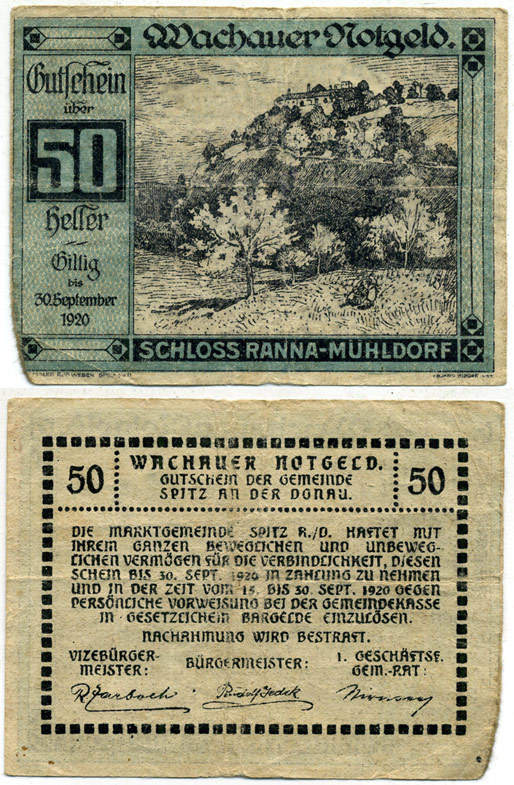 Wachauer Notgeld.
Gutschein
über
50
Heller
Giltig
bis
30. September
1920
SCHLOSS RANNA-MÜHLDORF
50
WACHAUER NOTGELD.
GUTSCHEIN DER GEMEINDE
SPITZ AN DER DONAU.
50
DIE MARKTGEMEINDE SPITZ A./D. HAFTET MIT
IHREIM GANZEN BEWEGLICHEN UND UNBEWEG-
LICHEN VERMÖGEN FÜR DIE VERBINDLICHKEIT, DIESEN
SCHEIN BIS 30. SEPT. 1920 IN ZAHLUNG ZU NEHMEN
UND IN DER ZEIT VOM 15. BIS 30. SEPT. 1920 GEGEN
PERSÖNLICHE VORWEISUNG BEI DER GEMEINDEKASSE
IN GESETZLICHEIN BARGELDE EINZULÖSEN.
NACHAHMUNG WIRD BESTRAFT.
VIZEBÜRGER-
MEISTER:
BÜRGERMEISTER:
1. GESCHÄFTSF.
GEM.-RAT:
Rudolf Jedek